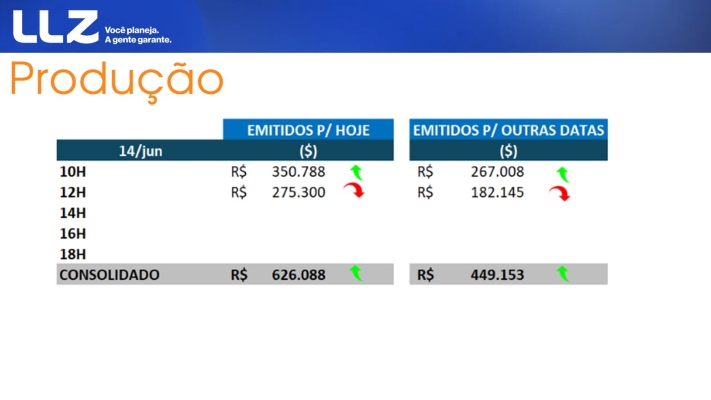 LLZ
Você planeja.
A gente garante.
Produção
EMITIDOS P/ HOJE EMITIDOS P/ OUTRAS DATAS
14/jun ($) ($)
10H R$ 350.788 R$ 267.008
12H R$ 275.300 R$ 182.145
14H
16H
18H
CONSOLIDADO R$ 626.088 R$ 449.153